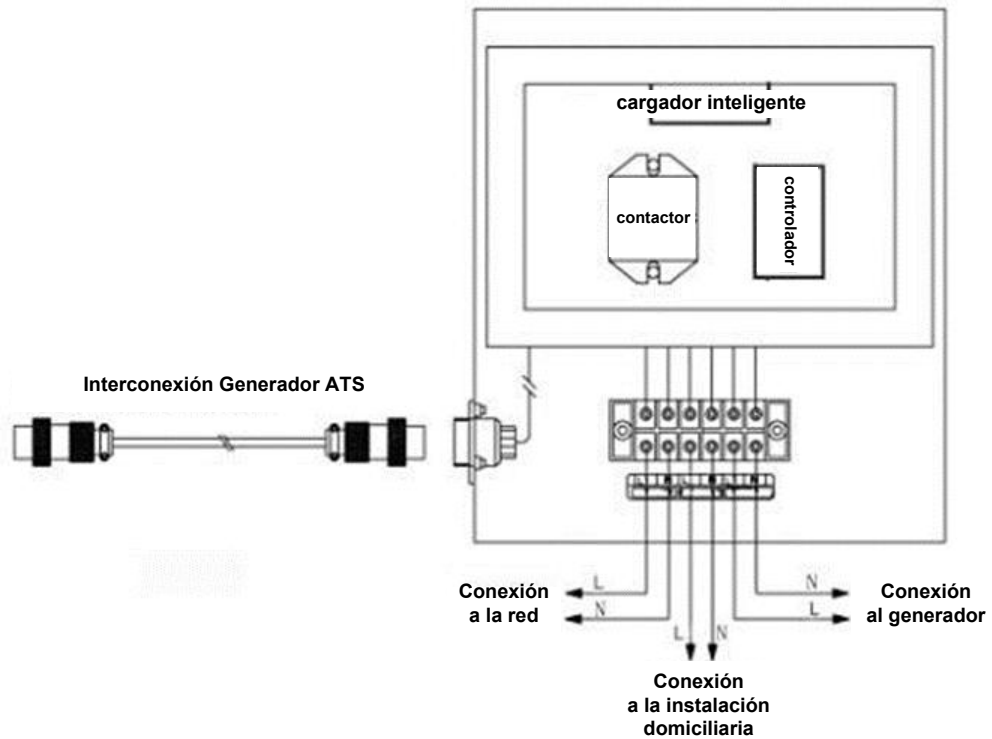 cargador inteligente
contactor
controlador
Interconexión Generador ATS
L N L N L N
L
N
Conexión
a la red
L
N
N
L
Conexión
al generador
Conexión
a la instalación
domiciliaria